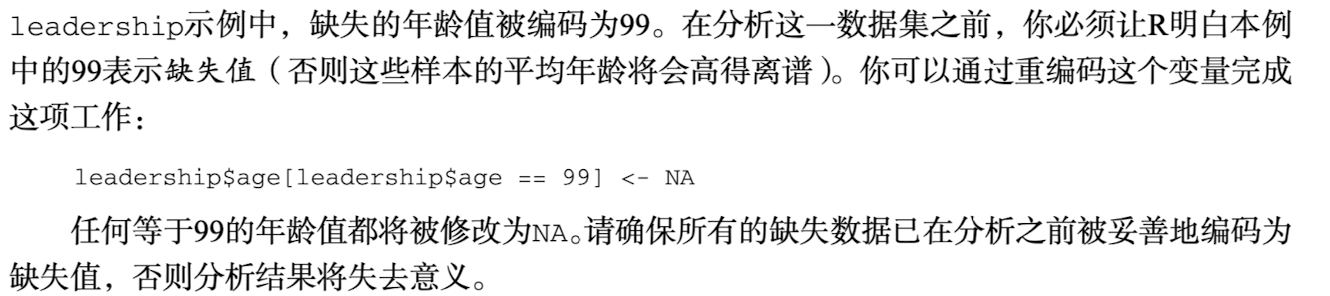 leadership示例中，缺失的年龄值被编码为99。在分析这一数据集之前，你必须让R明白本例
中的99表示缺失值（否则这些样本的平均年龄将会高得离谱）。你可以通过重编码这个变量完成
这项工作：
leadership$age[leadership$age == 99] <- NA
任何等于99的年龄值都将被修改为NA。请确保所有的缺失数据已在分析之前被妥善地编码为
缺失值，否则分析结果将失去意义。